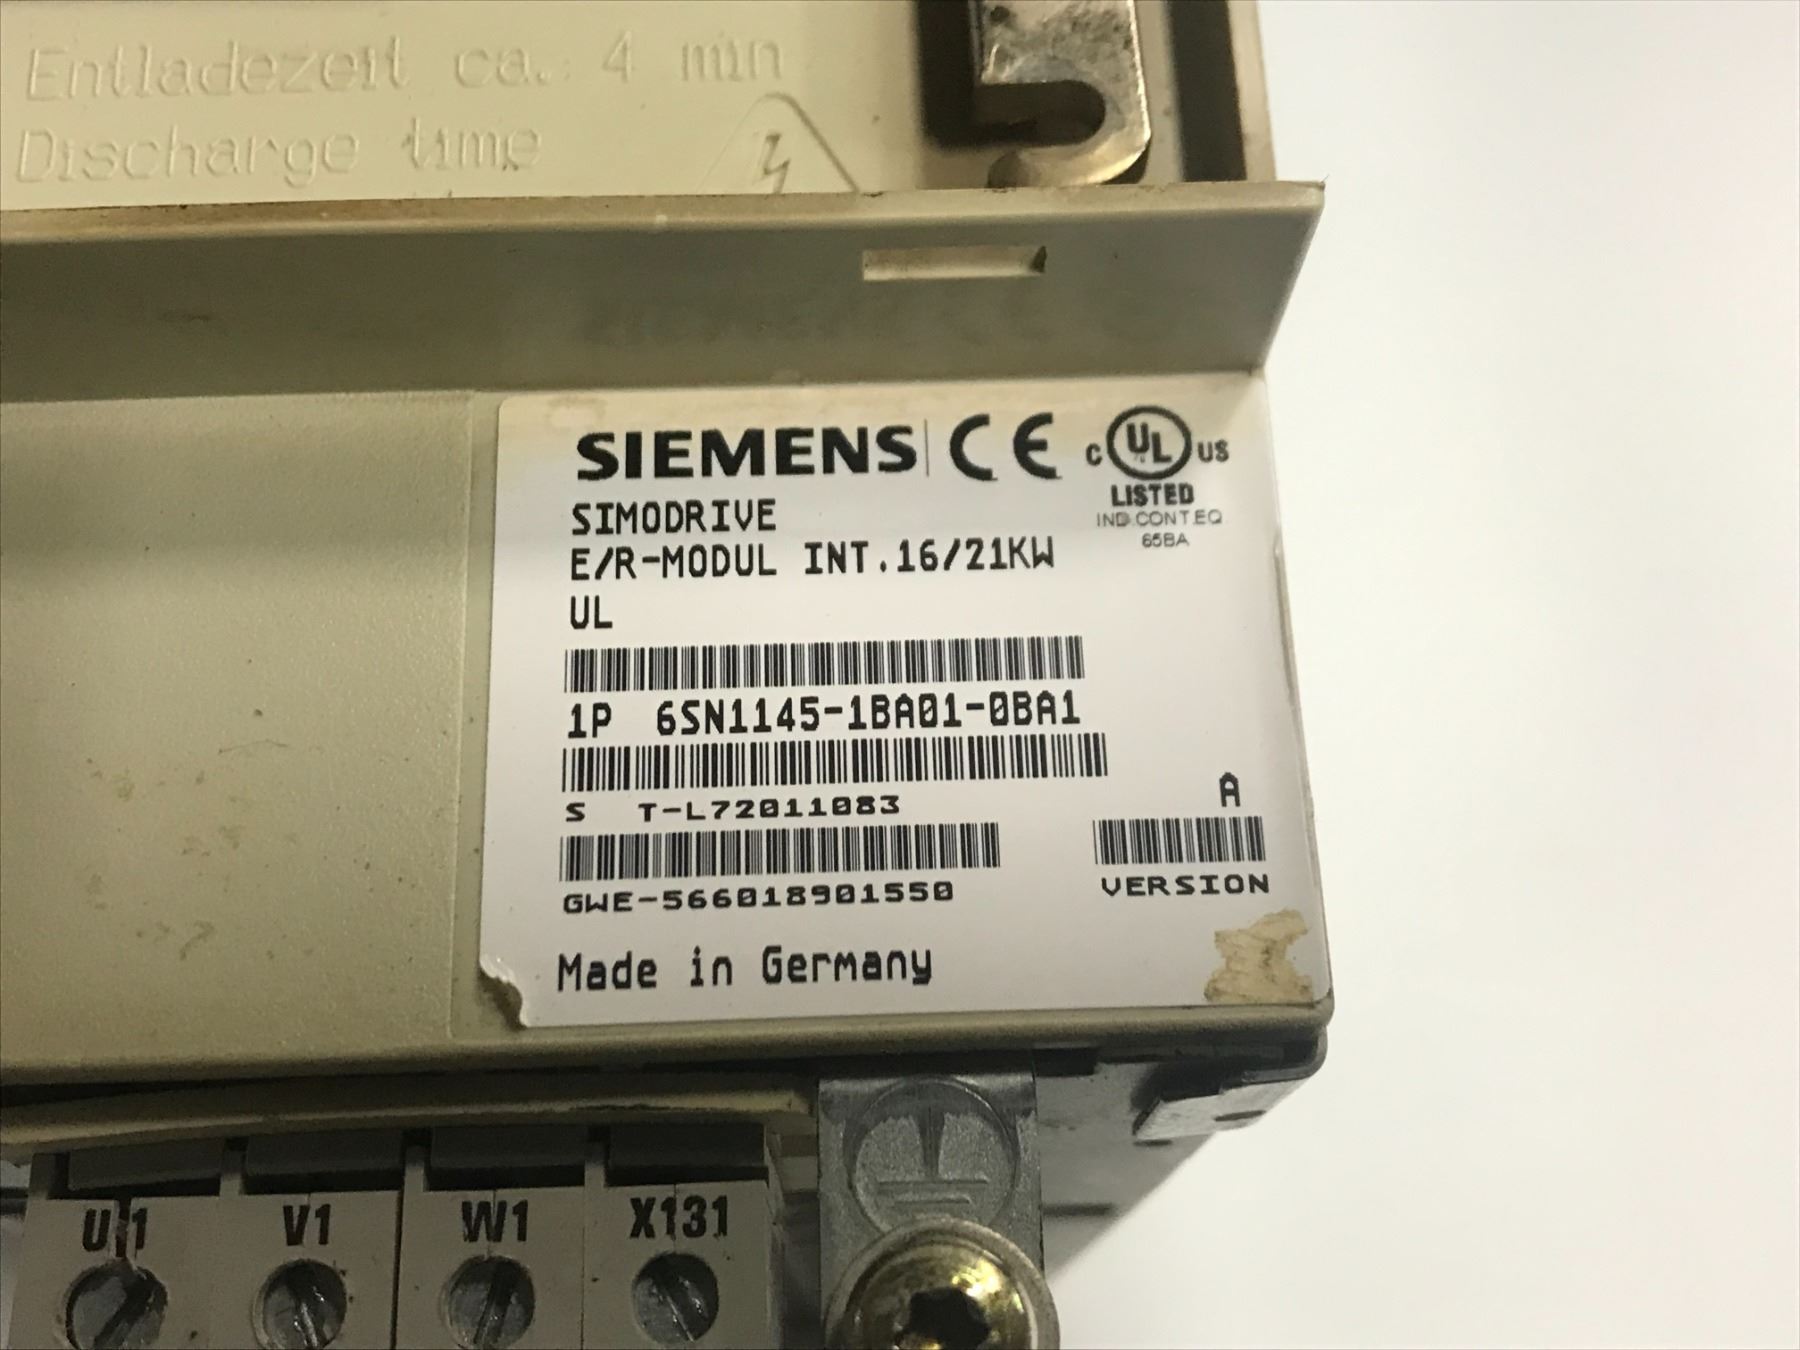 Entladezeit ca. 4 min
Discharge time
SIEMENS CE C UL US
LISTED
IND.CONT.EQ.
65BA
SIMODRIVE
E/R-MODUL INT.16/21KW
UL
1P 6SN1145-1BA01-0BA1
S T-L72011083
A
GWE-566018901550
VERSION
Made in Germany
U1 V1 W1 X131